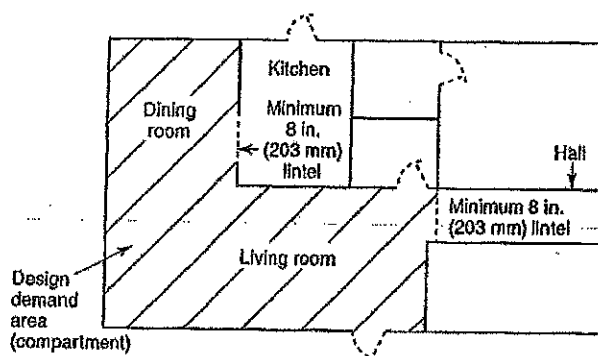 Kitchen
Dining
room
Minimum
8 in.
(203 mm)
lintel
Hall
Minimum 8 in.
(203 mm) lintel
Living room
Design
demand
area
(compartment)